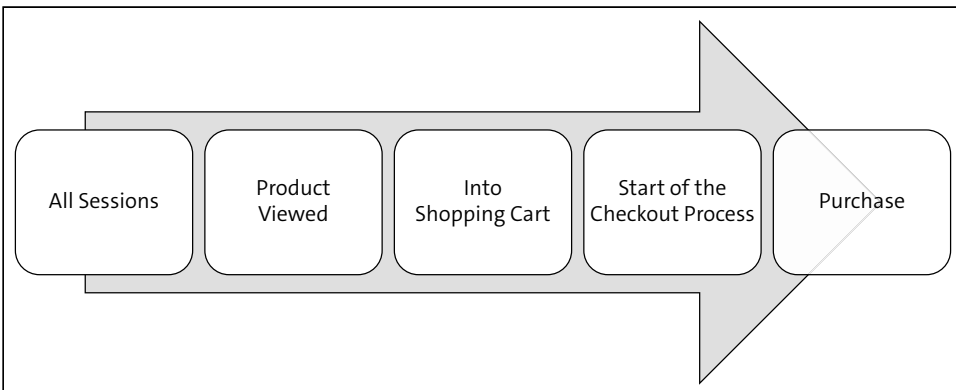 All Sessions
Product
Viewed
Into
Shopping Cart
Start of the
Checkout Process
Purchase